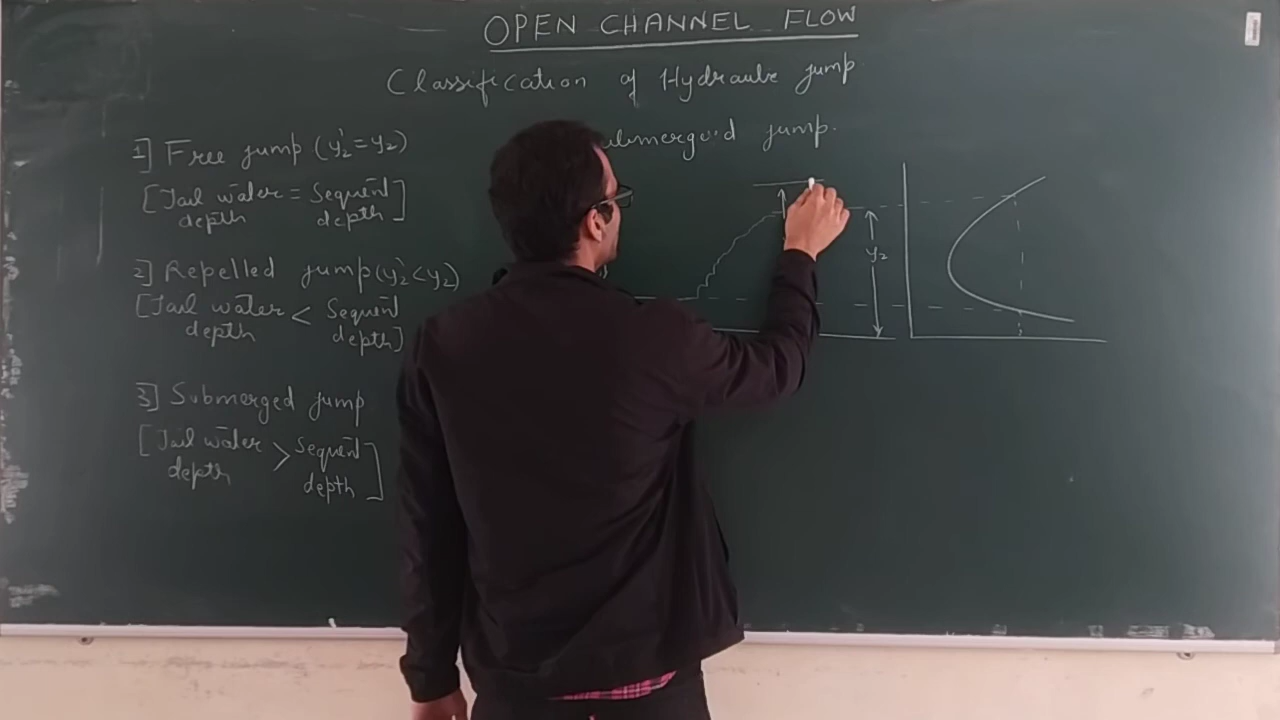 OPEN CHANNEL FLOW
Classification of Hydraulic jump
1] Free jump (y₂' = y₂)
[Tail water = Sequent
depth depth]
2] Repelled jump (y₂' < y₂)
[Tail water < Sequent
depth depth]
3] Submerged jump
[Tail water > Sequent
depth depth]
ubmerged jump.
y₂